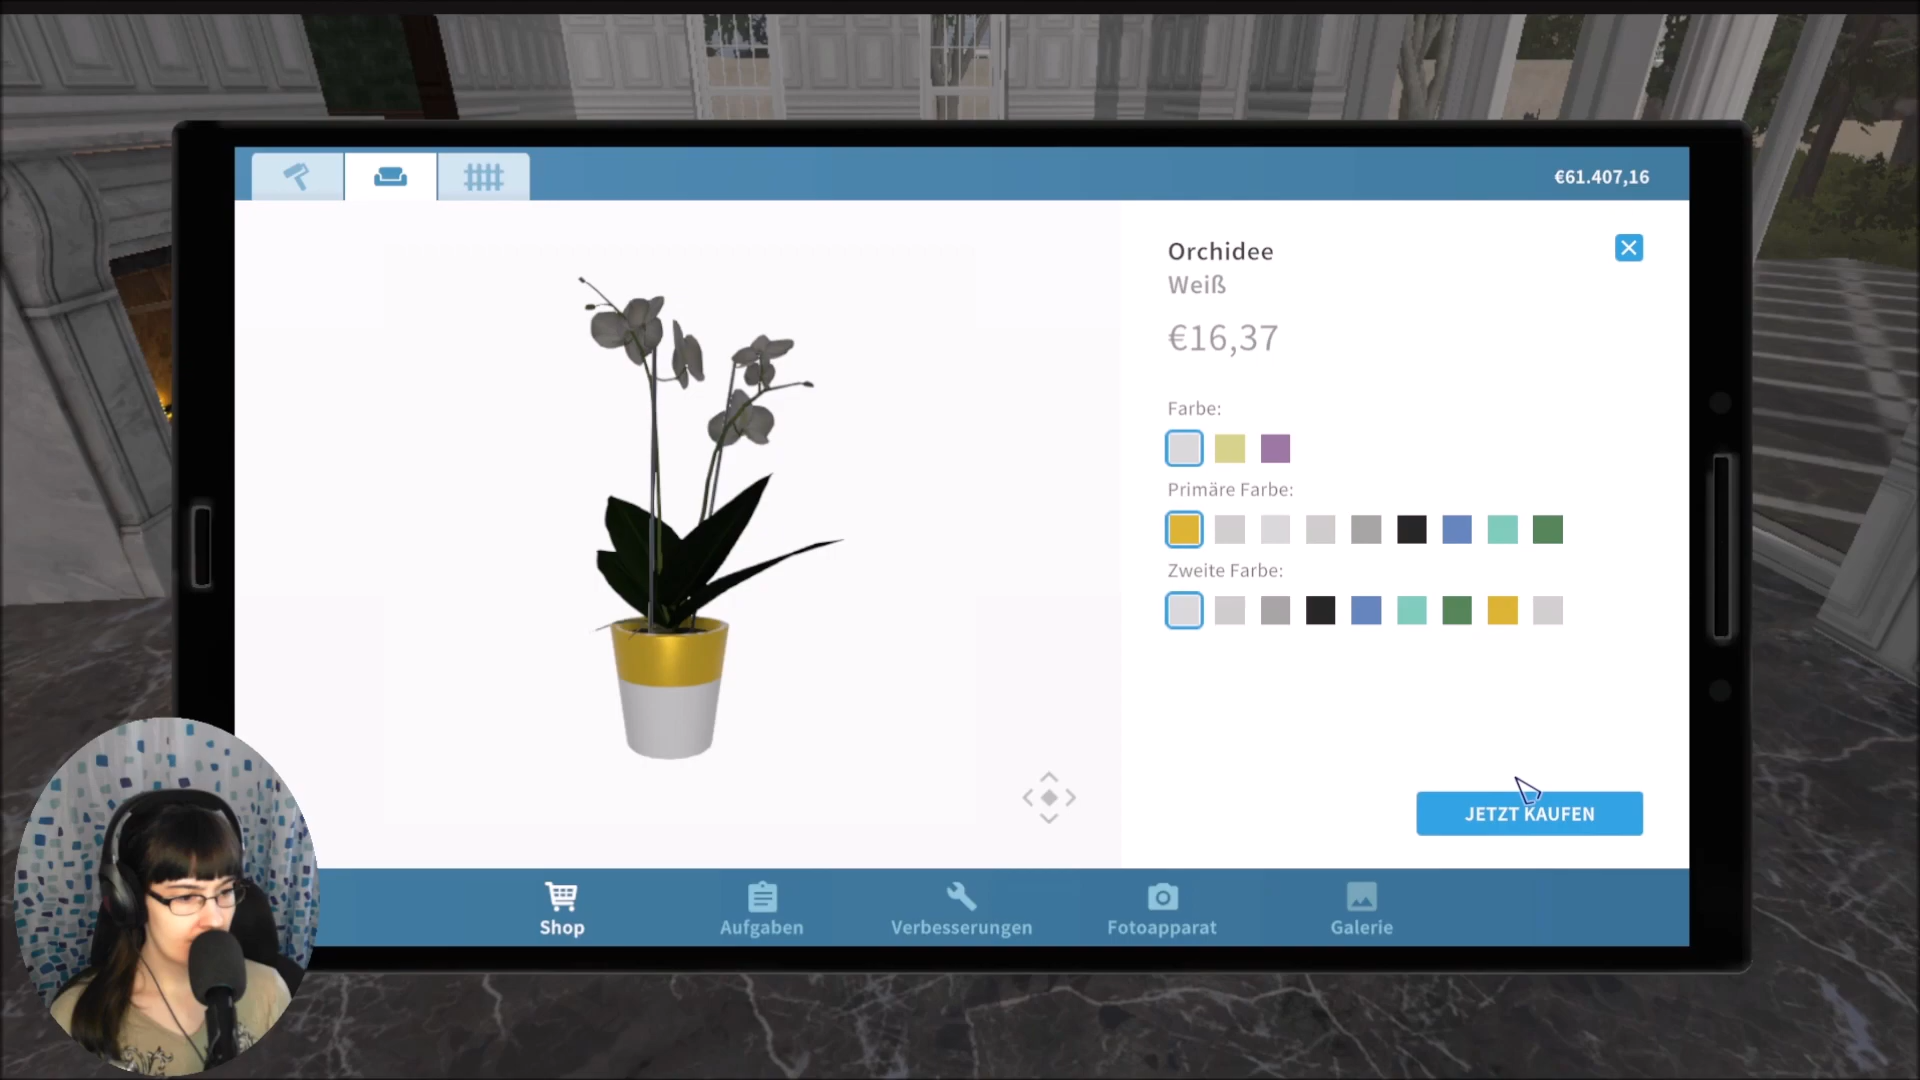 €61.407,16
Orchidee
Weiß
€16,37
Farbe:
Primäre Farbe:
Zweite Farbe:
JETZT KAUFEN
Shop
Aufgaben
Verbesserungen
Fotoapparat
Galerie